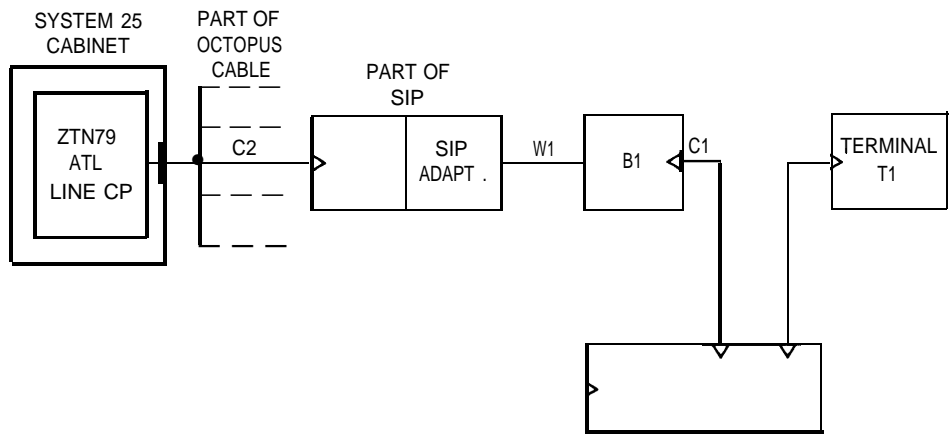 SYSTEM 25
CABINET
PART OF
OCTOPUS
CABLE
PART OF
SIP
ZTN79
ATL
LINE CP
C2
SIP
ADAPT .
W1
B1
C1
TERMINAL
T1